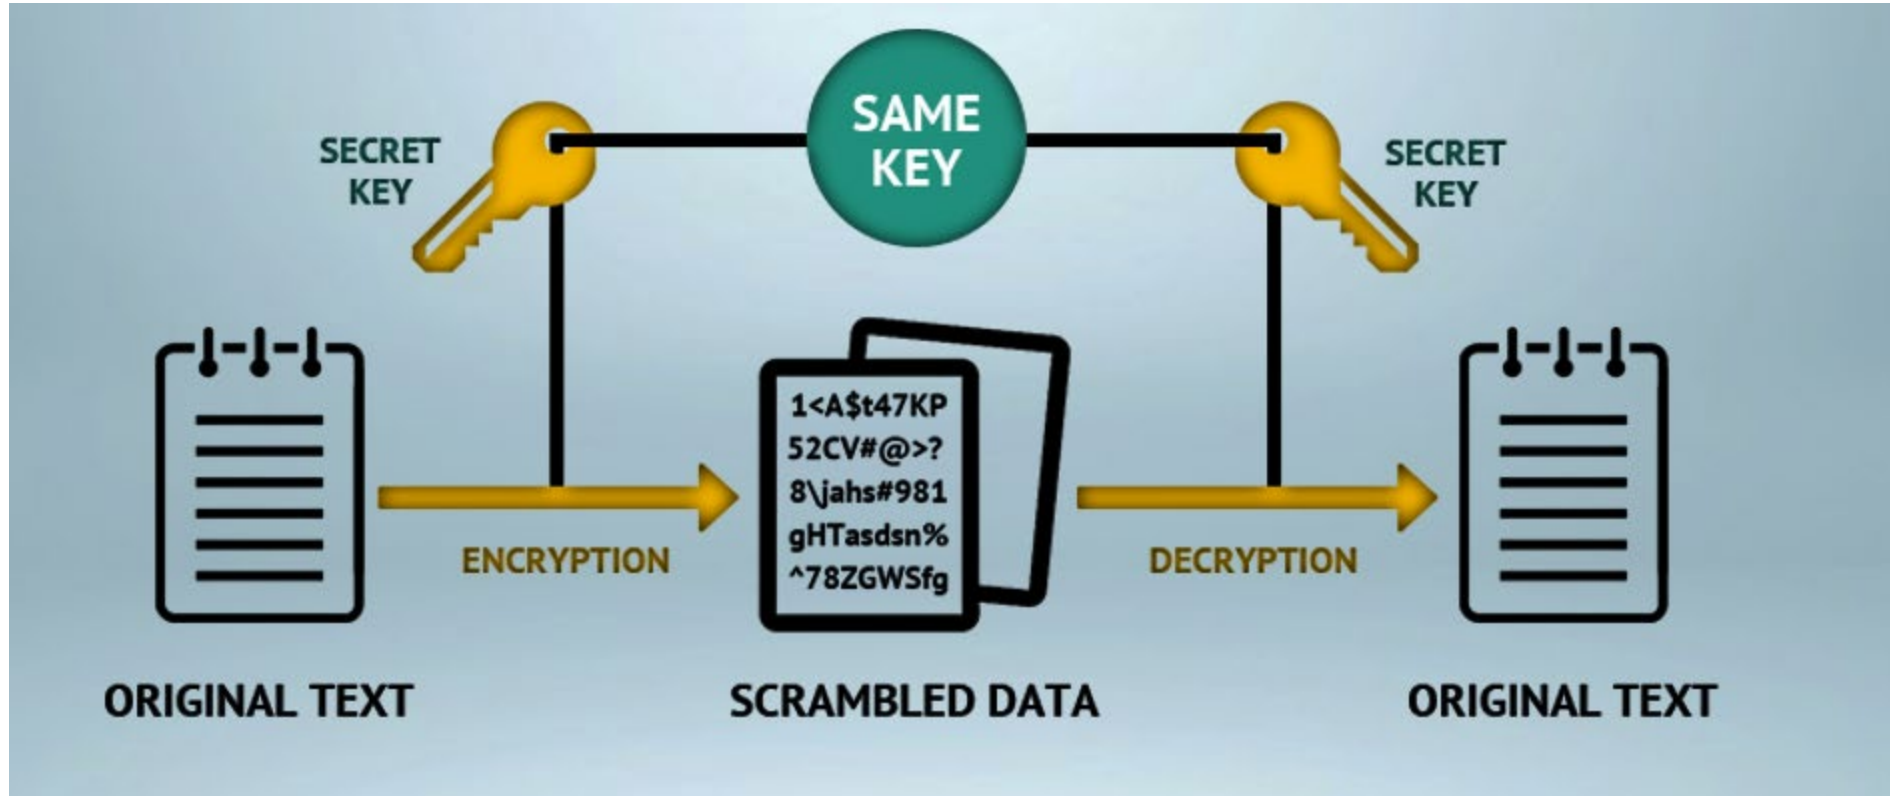 SAME
KEY
SECRET
KEY
SECRET
KEY
1<A$t47KP
52CV#@>?
8\jahs#981
gHTasdsn%
^78ZGWSfg
ENCRYPTION
DECRYPTION
ORIGINAL TEXT
SCRAMBLED DATA
ORIGINAL TEXT